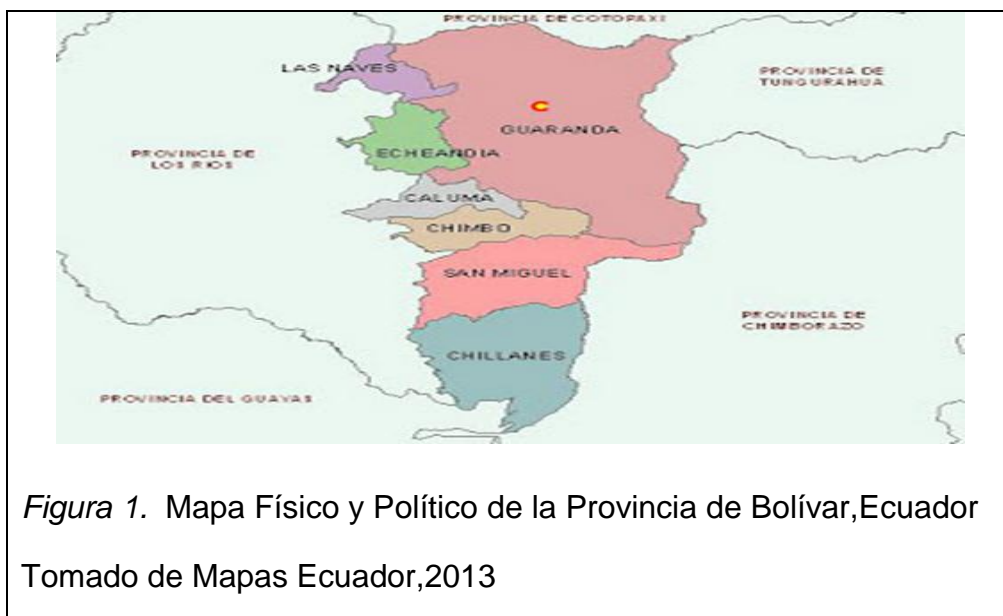 PROVINCIA DE COTOPAXI
LAS NAVES
PROVINCIA DE
TUNGURAHUA
C
GUARANDA
PROVINCIA DE
LOS RIOS
ECHEANDIA
CALUMA
CHIMBO
SAN MIGUEL
PROVINCIA DE
CHIMBORAZO
CHILLANES
PROVINCIA DEL GUAYAS
Figura 1. Mapa Físico y Político de la Provincia de Bolívar,Ecuador
Tomado de Mapas Ecuador,2013